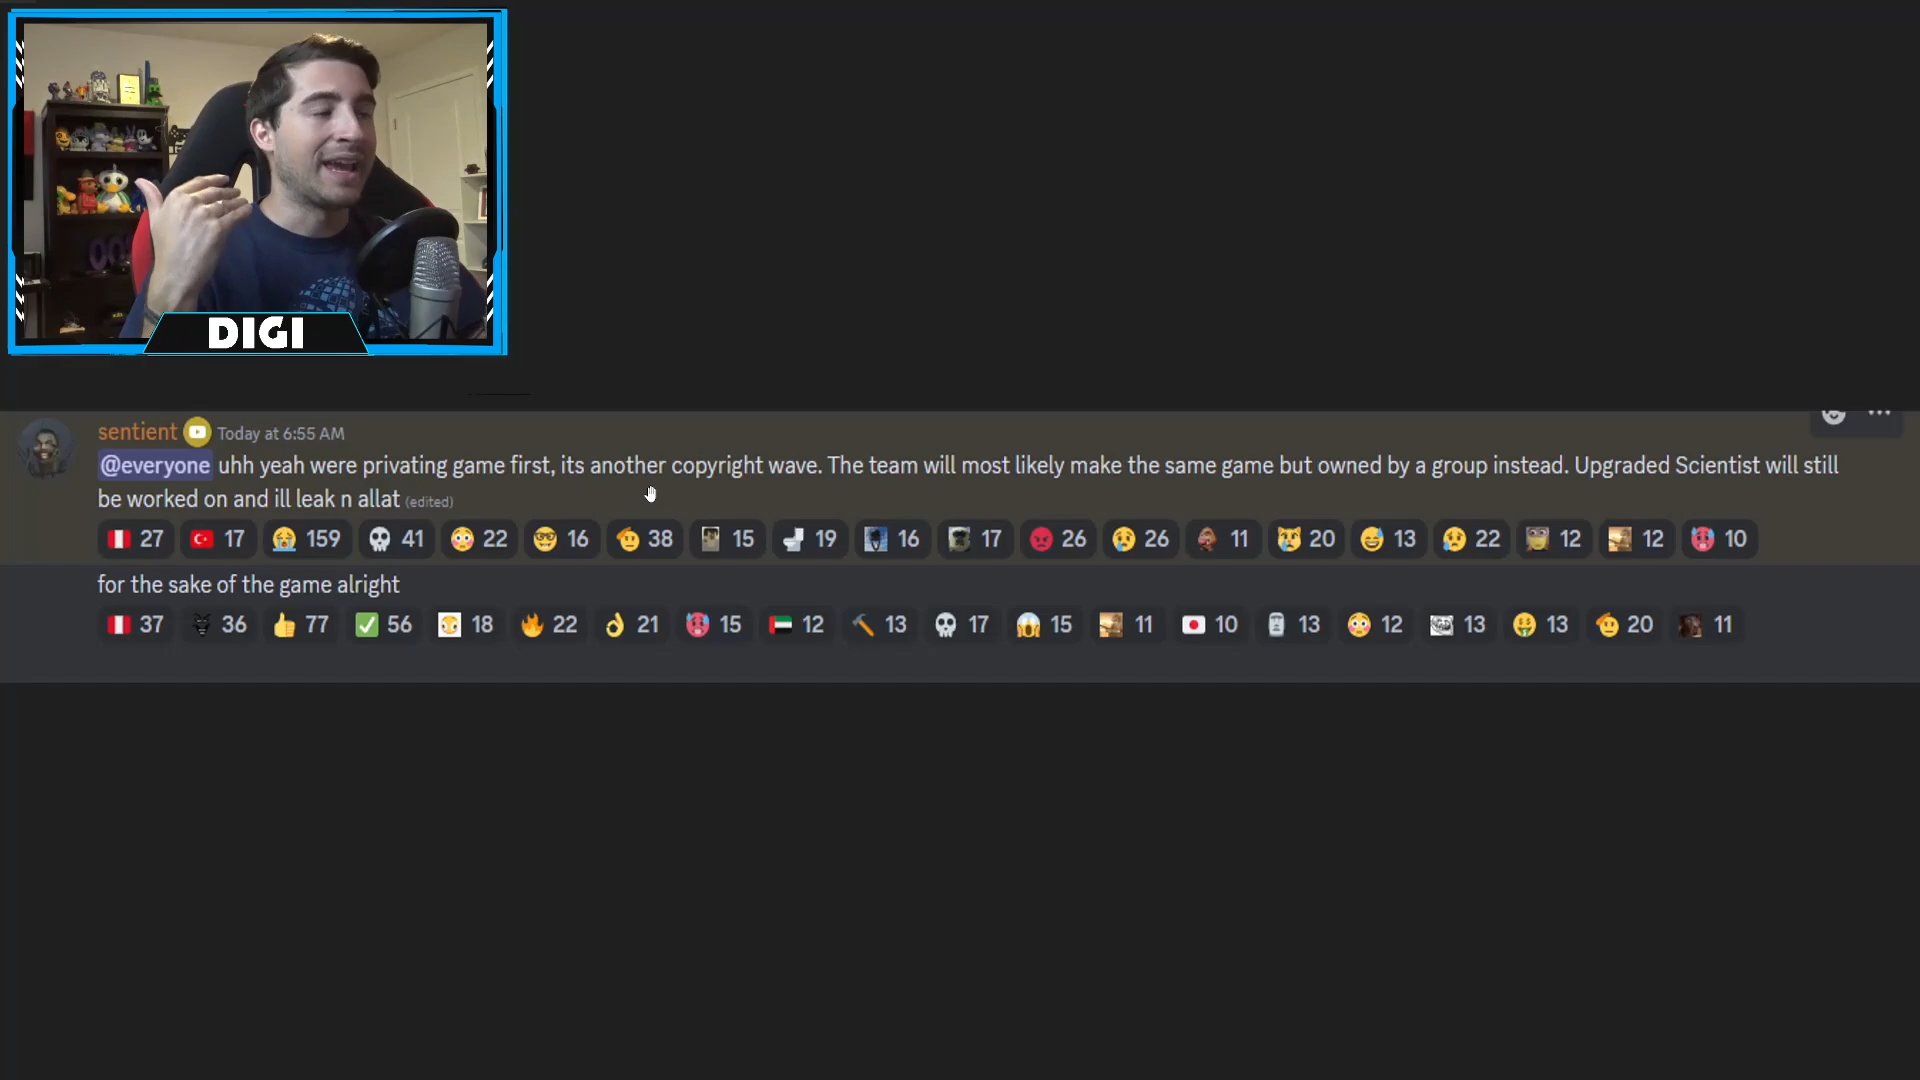 DIGI
sentient Today at 6:55 AM
@everyone uhh yeah were privating game first, its another copyright wave. The team will most likely make the same game but owned by a group instead. Upgraded Scientist will still
be worked on and ill leak n allat (edited)
27 17 159 41 22 16 38 15 19 16 17 26 26 11 20 13 22 12 12 10
for the sake of the game alright
37 36 77 56 18 22 21 15 12 13 17 15 11 10 13 12 13 13 20 11